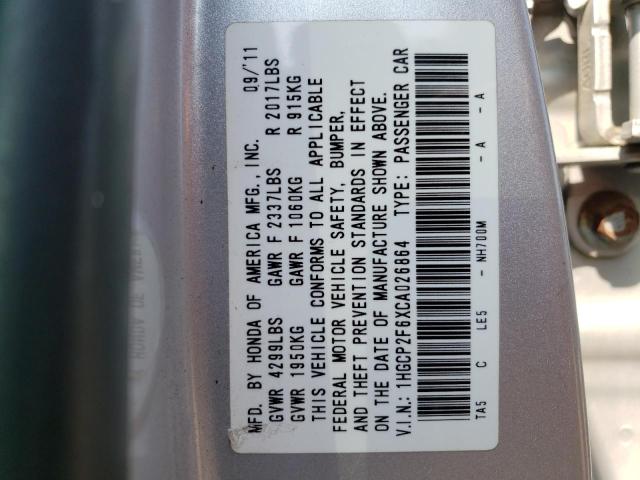 MFD. BY HONDA OF AMERICA MFG., INC. 09/'11
GVWR 4299LBS GAWR F 2337LBS R 2017LBS
GVWR 1950KG GAWR F 1060KG R 915KG
THIS VEHICLE CONFORMS TO ALL APPLICABLE
FEDERAL MOTOR VEHICLE SAFETY, BUMPER,
AND THEFT PREVENTION STANDARDS IN EFFECT
ON THE DATE OF MANUFACTURE SHOWN ABOVE.
V.I.N.: 1HGCP2F6XCA026864 TYPE: PASSENGER CAR
TA5 C LE5 - NH700M - A - A